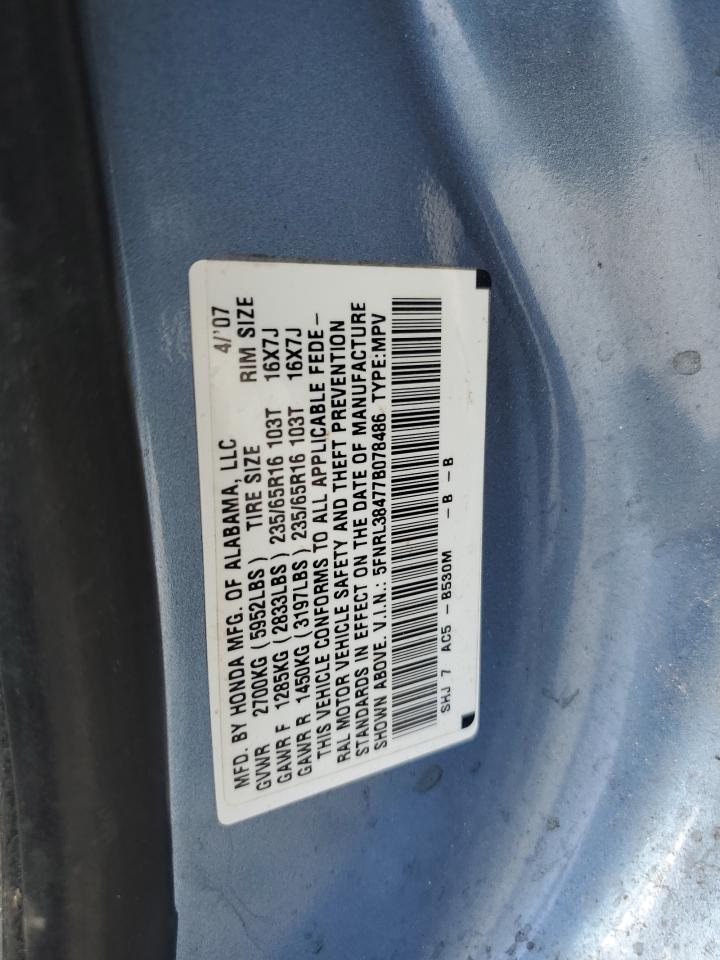 MFD. BY HONDA MFG. OF ALABAMA, LLC 4/'07
GVWR 2700KG (5952LBS) TIRE SIZE RIM SIZE
GAWR F 1285KG (2833LBS) 235/65R16 103T 16X7J
GAWR R 1450KG (3197LBS) 235/65R16 103T 16X7J
THIS VEHICLE CONFORMS TO ALL APPLICABLE FEDE-
RAL MOTOR VEHICLE SAFETY AND THEFT PREVENTION
STANDARDS IN EFFECT ON THE DATE OF MANUFACTURE
SHOWN ABOVE. V.I.N.: 5FNRL38477B078486 TYPE:MPV
SHJ 7 AC5 - B530M - B - B